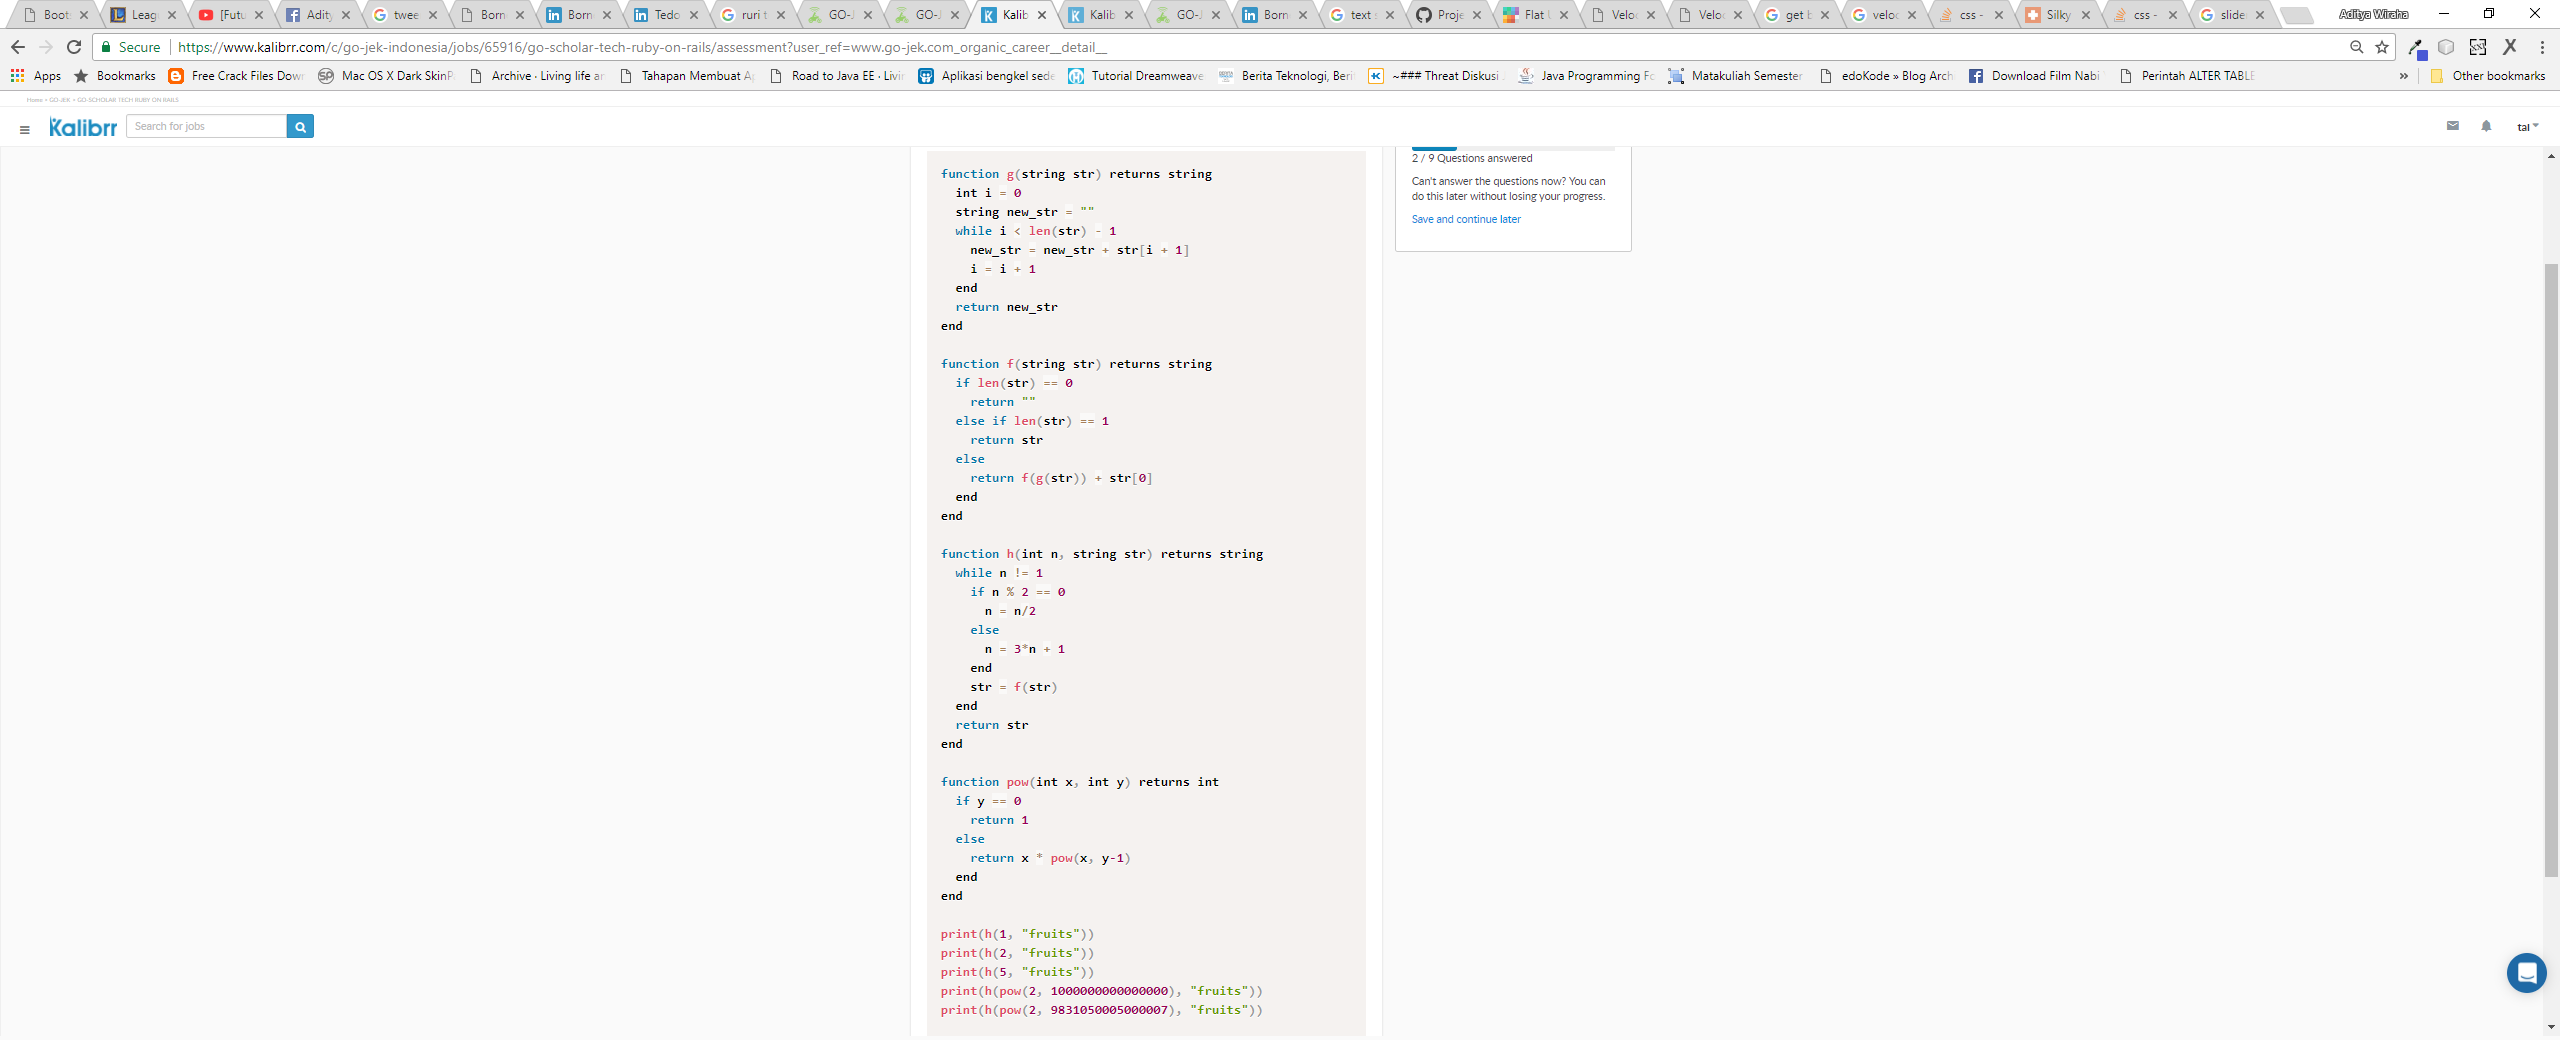 Boot Leag [Futu Adity twee Born Born Tedo ruri t GO-J GO-J Kalib Kalib GO-J Born text s Proje Flat Veloc Veloc get b veloc css - Silky css - slide Aditya Wiraha
Secure https://www.kalibrr.com/c/go-jek-indonesia/jobs/65916/go-scholar-tech-ruby-on-rails/assessment?user_ref=www.go-jek.com_organic_career__detail__
Apps Bookmarks Free Crack Files Dow Mac OS X Dark SkinP Archive · Living life ar Tahapan Membuat A Road to Java EE · Livi Aplikasi bengkel sede Tutorial Dreamweave Berita Teknologi, Beri ~### Threat Diskusi Java Programming Fo Matakuliah Semester edoKode » Blog Arch Download Film Nabi Perintah ALTER TABLE » Other bookmarks
Home > GO-JEK > GO-SCHOLAR TECH RUBY ON RAILS
Kalibrr Search for jobs tal
2 / 9 Questions answered
Can't answer the questions now? You can
do this later without losing your progress.
Save and continue later
function g(string str) returns string
int i = 0
string new_str = ""
while i < len(str) - 1
new_str = new_str + str[i + 1]
i = i + 1
end
return new_str
end
function f(string str) returns string
if len(str) == 0
return ""
else if len(str) == 1
return str
else
return f(g(str)) + str[0]
end
end
function h(int n, string str) returns string
while n != 1
if n % 2 == 0
n = n/2
else
n = 3*n + 1
end
str = f(str)
end
return str
end
function pow(int x, int y) returns int
if y == 0
return 1
else
return x * pow(x, y-1)
end
end
print(h(1, "fruits"))
print(h(2, "fruits"))
print(h(5, "fruits"))
print(h(pow(2, 1000000000000000), "fruits"))
print(h(pow(2, 9831050005000007), "fruits"))